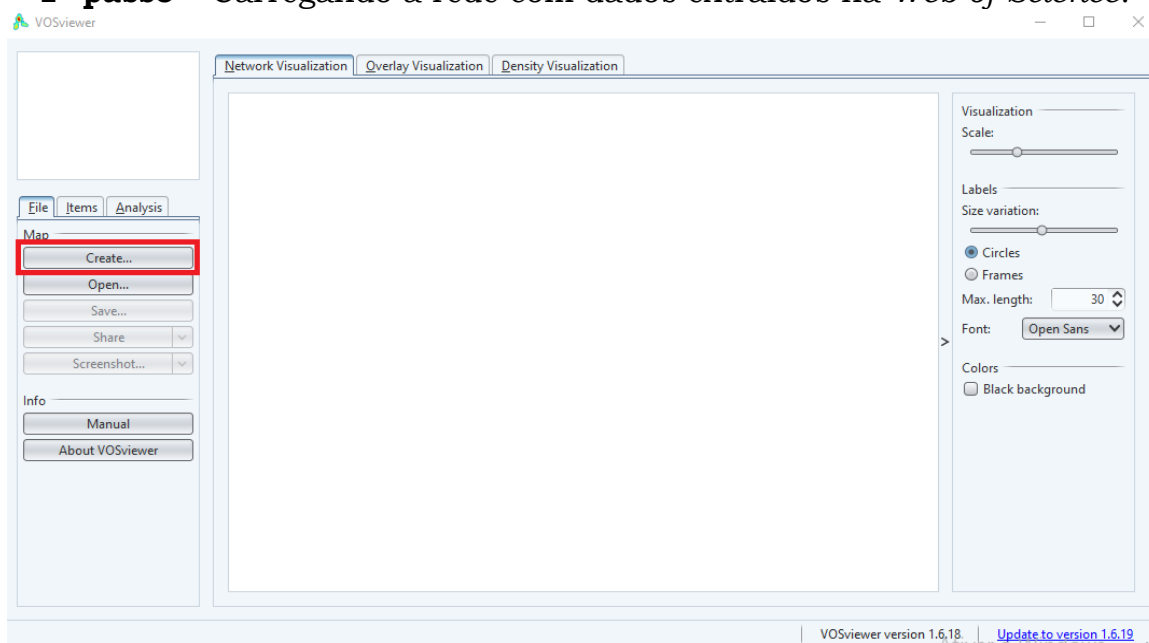 passo - Carregando a rede com dados extraídos na Web of Science.
VOSviewer
Network Visualization Overlay Visualization Density Visualization
File Items Analysis
Map
Create...
Open...
Save...
Share
Screenshot...
Info
Manual
About VOSviewer
Visualization
Scale:
Labels
Size variation:
Circles
Frames
Max. length: 30
Font: Open Sans
>
Colors
Black background
VOSviewer version 1.6.18 Update to version 1.6.19